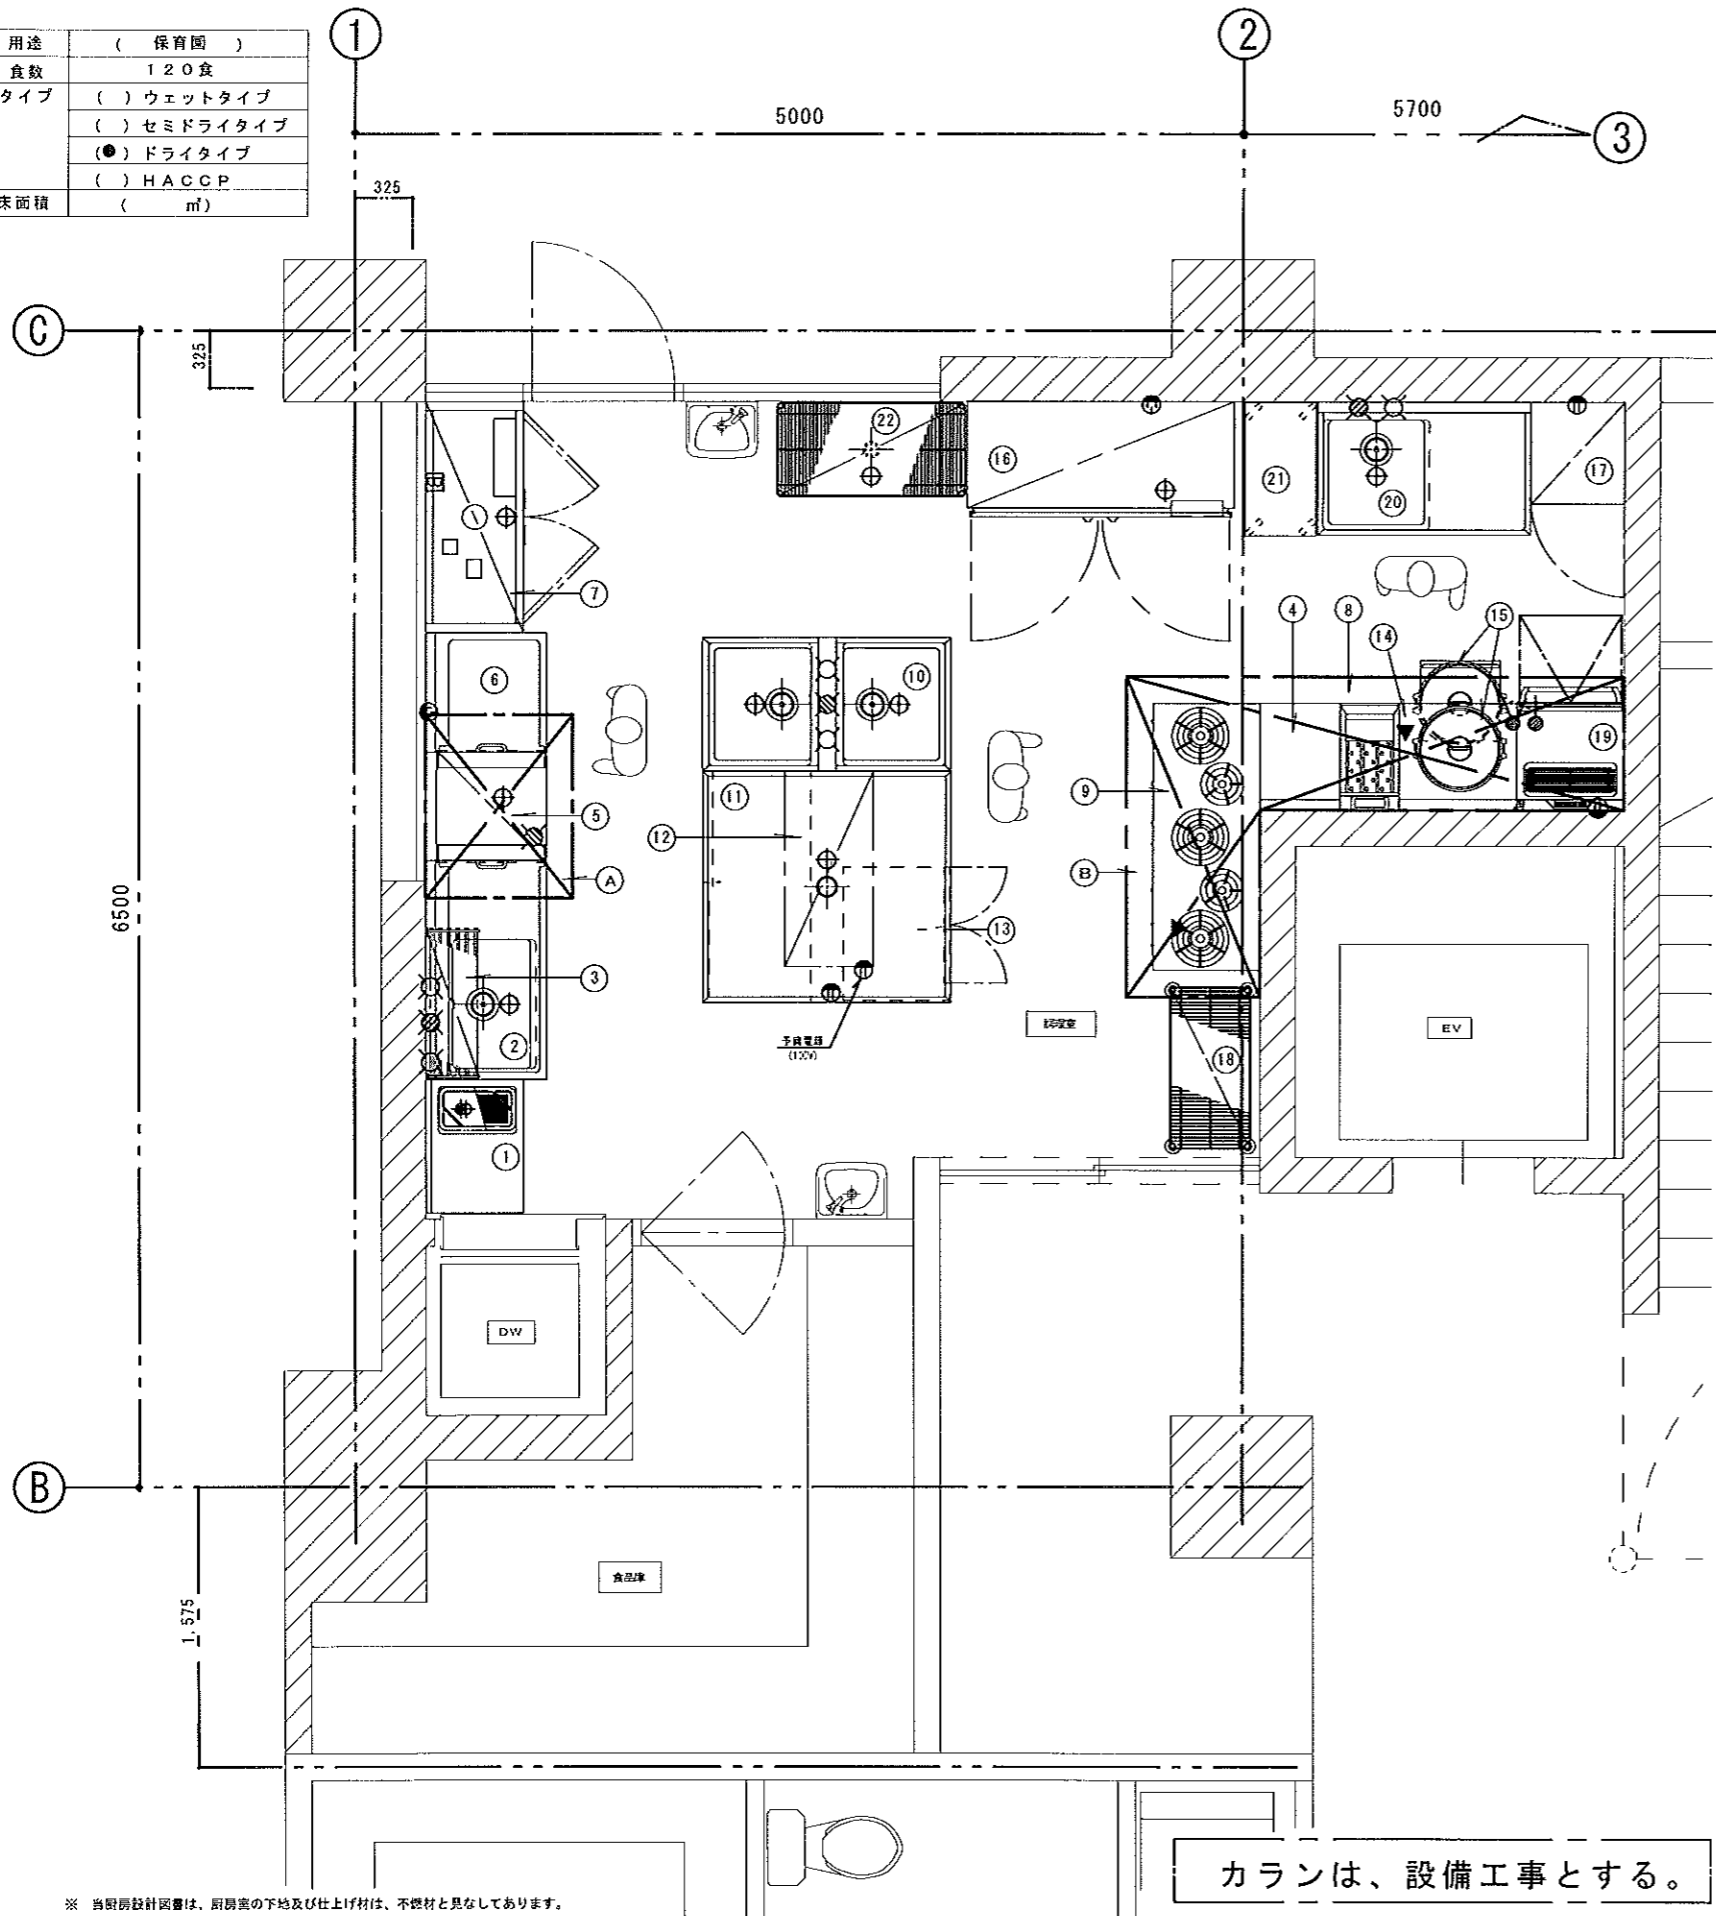 用途 ( 保育園 )
食数 120食
タイプ ( ) ウェットタイプ
( ) セミドライタイプ
(●) ドライタイプ
( ) HACCP
床面積 ( ㎡)
1
2
3
5000
5700
325
C
325
22
16
21
20
17
7
4
8
15
14
6
10
19
9
5
11
12
A
B
13
6500
3
予備電源
(100V)
調理室
2
18
EV
1
DW
B
食品庫
1,575
カランは、設備工事とする。
※ 当厨房設計図書は、厨房室の下地及び仕上げ材は、不燃材と見なしてあります。